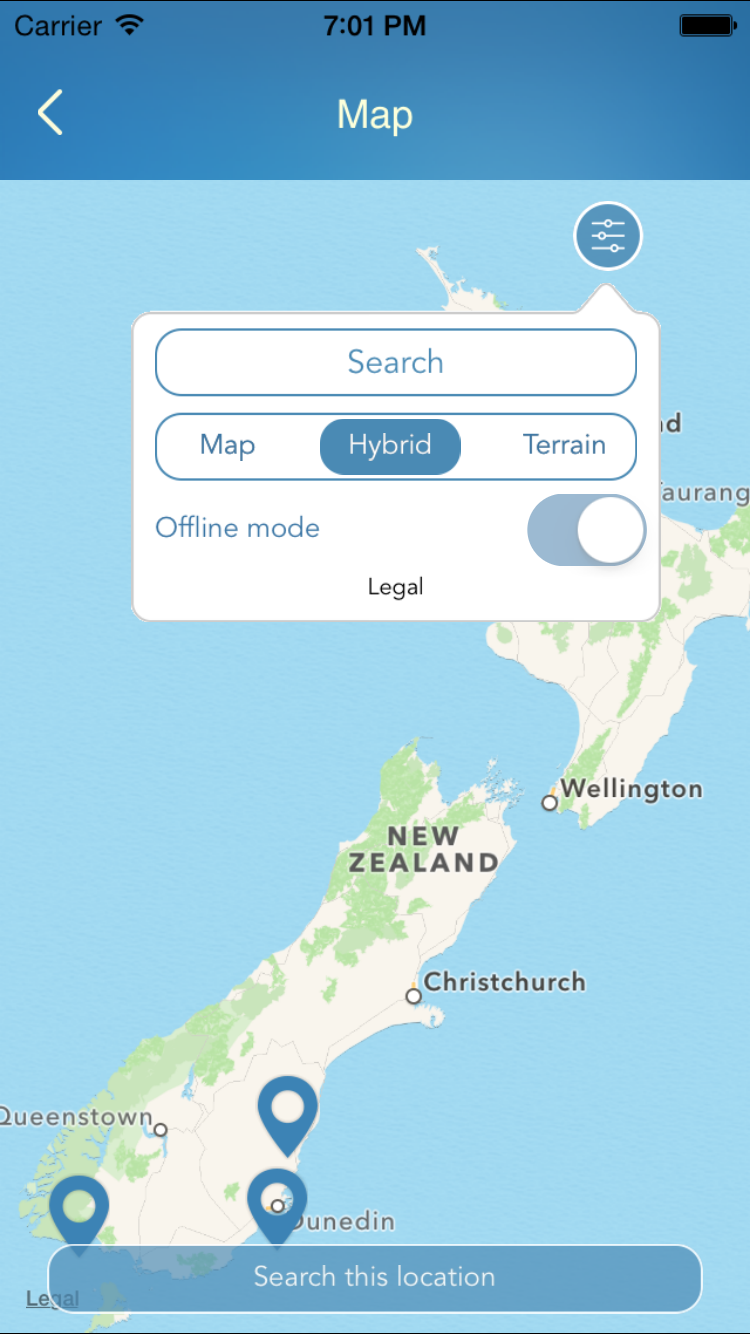 Carrier 7:01 PM
Map
Search
Map Hybrid Terrain
Offline mode
Legal
Wellington
NEW
ZEALAND
Christchurch
Queenstown
Dunedin
Search this location
Legal